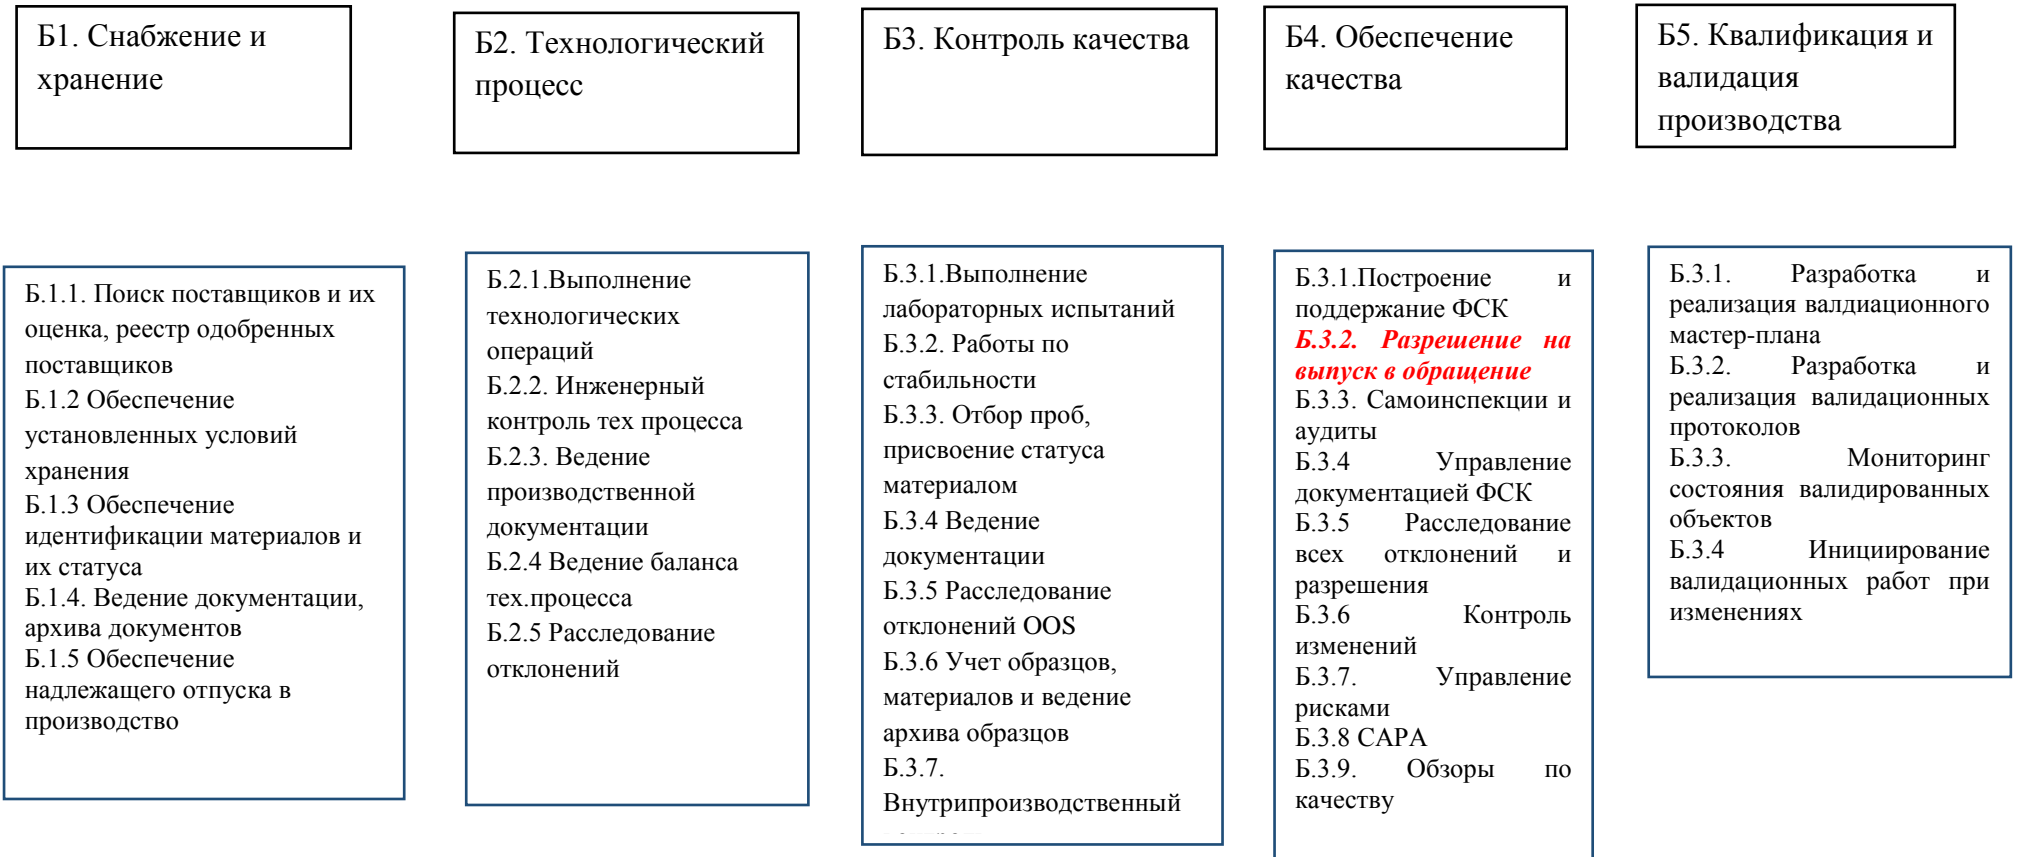 Б1. Снабжение и
хранение
Б2. Технологический
процесс
Б3. Контроль качества
Б4. Обеспечение
качества
Б5. Квалификация и
валидация
производства
Б.1.1. Поиск поставщиков и их
оценка, реестр одобренных
поставщиков
Б.1.2 Обеспечение
установленных условий
хранения
Б.1.3 Обеспечение
идентификации материалов и
их статуса
Б.1.4. Ведение документации,
архива документов
Б.1.5 Обеспечение
надлежащего отпуска в
производство
Б.2.1.Выполнение
технологических
операций
Б.2.2. Инженерный
контроль тех процесса
Б.2.3. Ведение
производственной
документации
Б.2.4 Ведение баланса
тех.процесса
Б.2.5 Расследование
отклонений
Б.3.1.Выполнение
лабораторных испытаний
Б.3.2. Работы по
стабильности
Б.3.3. Отбор проб,
присвоение статуса
материалом
Б.3.4 Ведение
документации
Б.3.5 Расследование
отклонений OOS
Б.3.6 Учет образцов,
материалов и ведение
архива образцов
Б.3.7.
Внутрипроизводственный
Б.3.1.Построение и
поддержание ФСК
Б.3.2. Разрешение на
выпуск в обращение
Б.3.3. Самоинспекции и
аудиты
Б.3.4 Управление
документацией ФСК
Б.3.5 Расследование
всех отклонений и
разрешения
Б.3.6 Контроль
изменений
Б.3.7. Управление
рисками
Б.3.8 САРА
Б.3.9. Обзоры по
качеству
Б.3.1. Разработка и
реализация валдиационного
мастер-плана
Б.3.2. Разработка и
реализация валидационных
протоколов
Б.3.3. Мониторинг
состояния валидированных
объектов
Б.3.4 Инициирование
валидационных работ при
изменениях